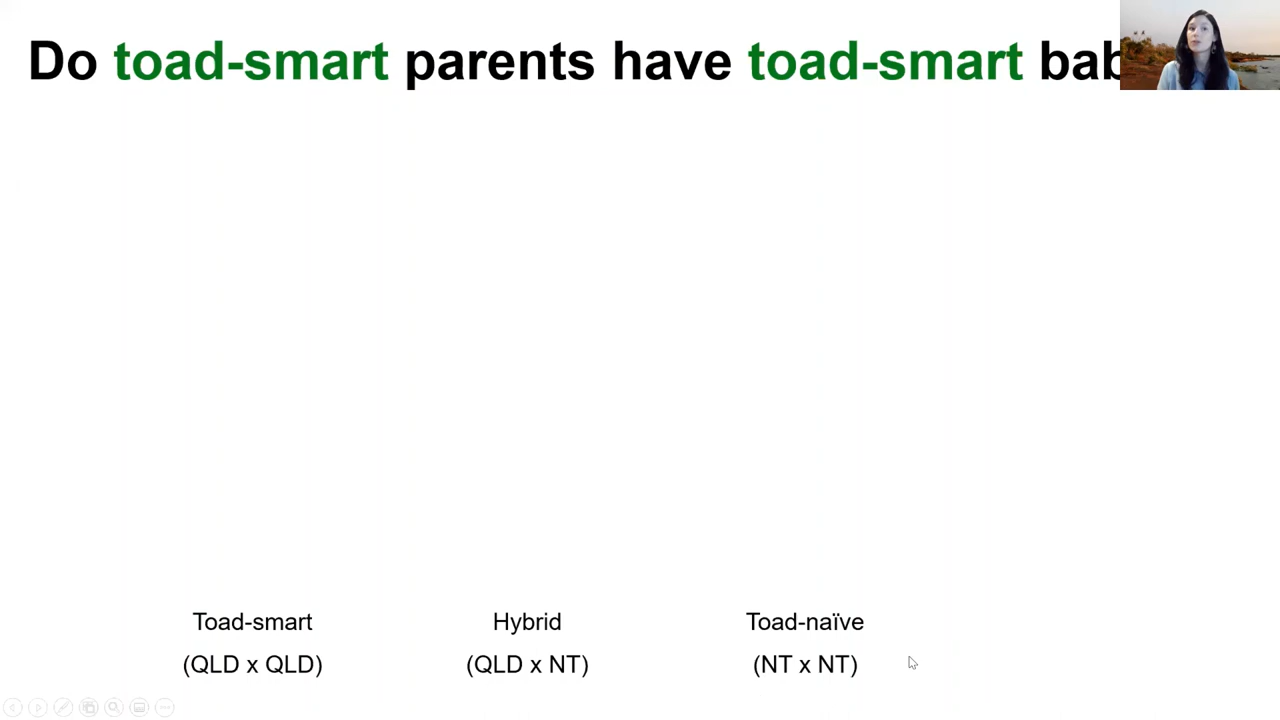 Do toad-smart parents have toad-smart bab
Toad-smart Hybrid Toad-naïve
(QLD x QLD) (QLD x NT) (NT x NT)